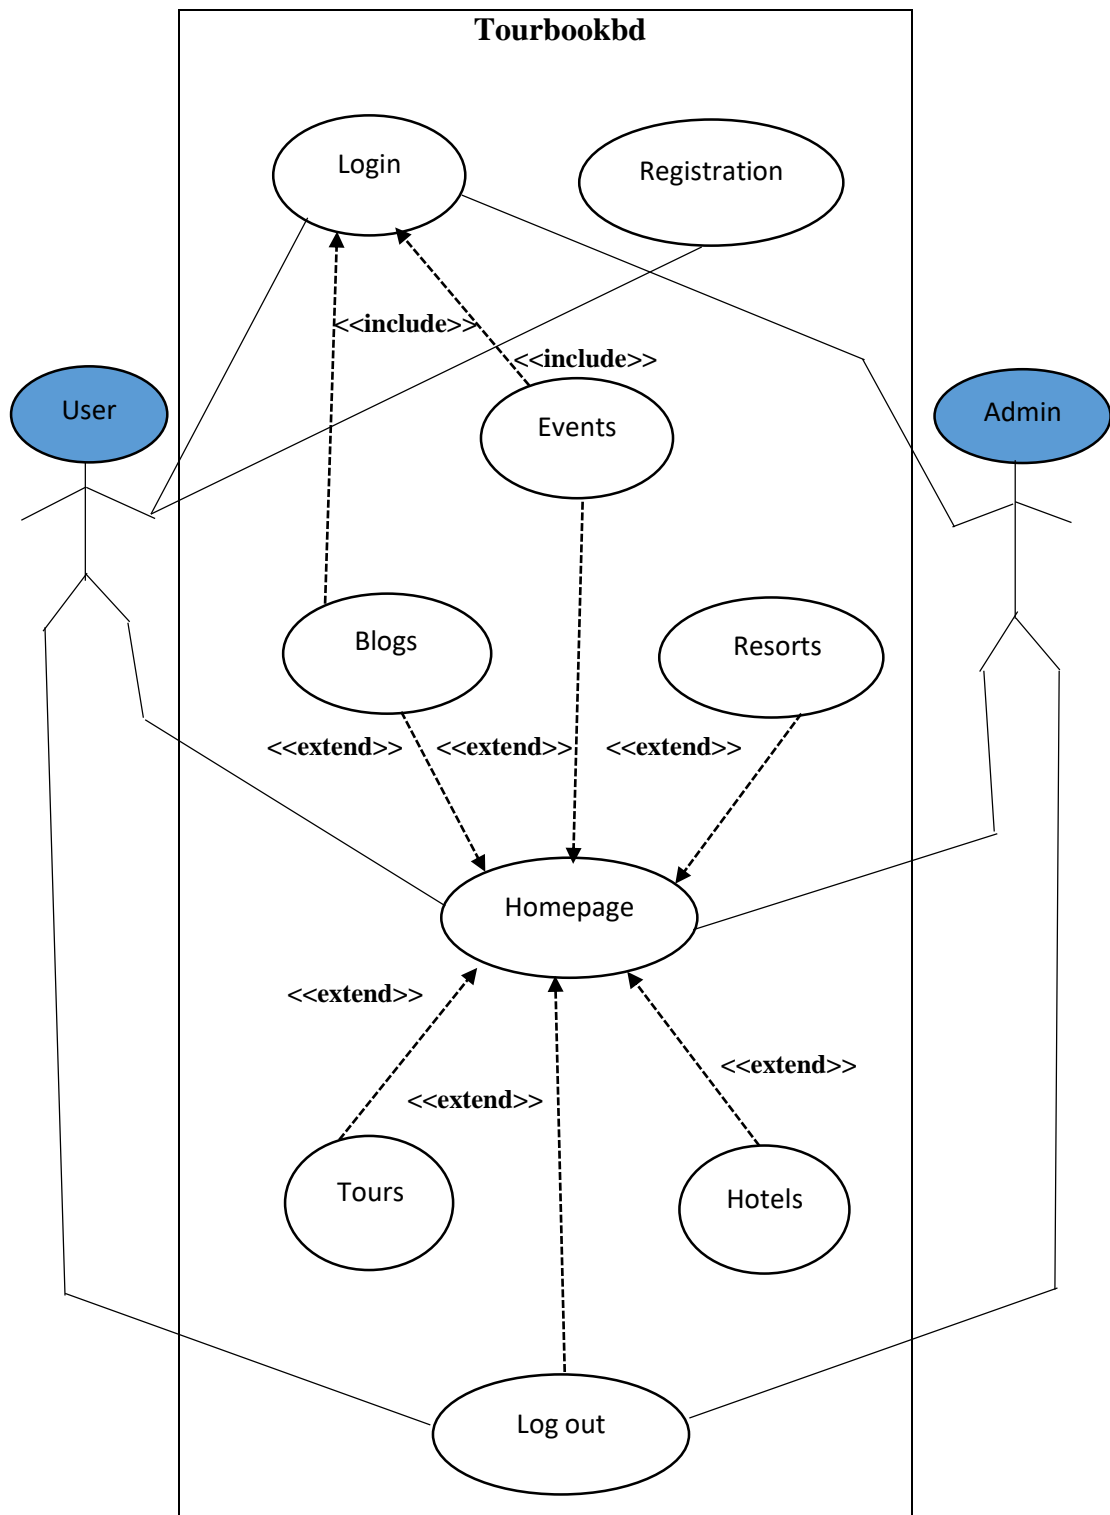 Tourbookbd
Login
Registration
<<include>>
<<include>>
User
Events
Admin
Blogs
Resorts
<<extend>>
<<extend>>
<<extend>>
Homepage
<<extend>>
<<extend>>
<<extend>>
Tours
Hotels
Log out